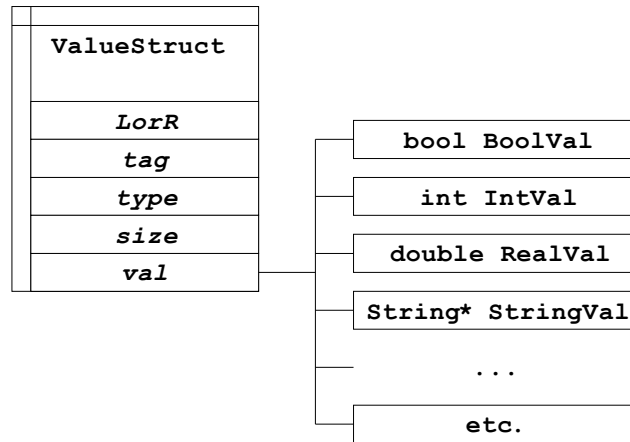 ValueStruct
LorR
tag
type
size
val
bool BoolVal
int IntVal
double RealVal
String* StringVal
...
etc.